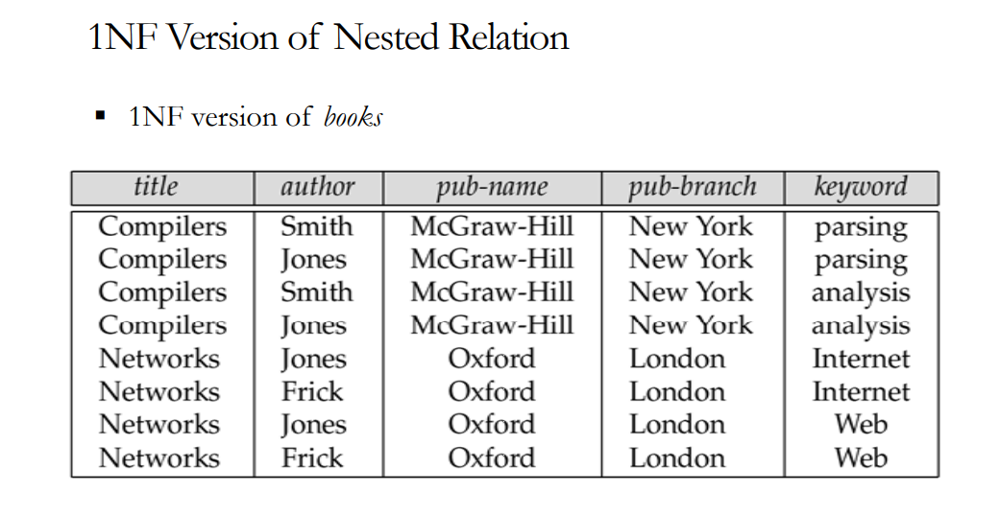 1NF Version of Nested Relation
▪ 1NF version of books
title author pub-name pub-branch keyword
Compilers Smith McGraw-Hill New York parsing
Compilers Jones McGraw-Hill New York parsing
Compilers Smith McGraw-Hill New York analysis
Compilers Jones McGraw-Hill New York analysis
Networks Jones Oxford London Internet
Networks Frick Oxford London Internet
Networks Jones Oxford London Web
Networks Frick Oxford London Web